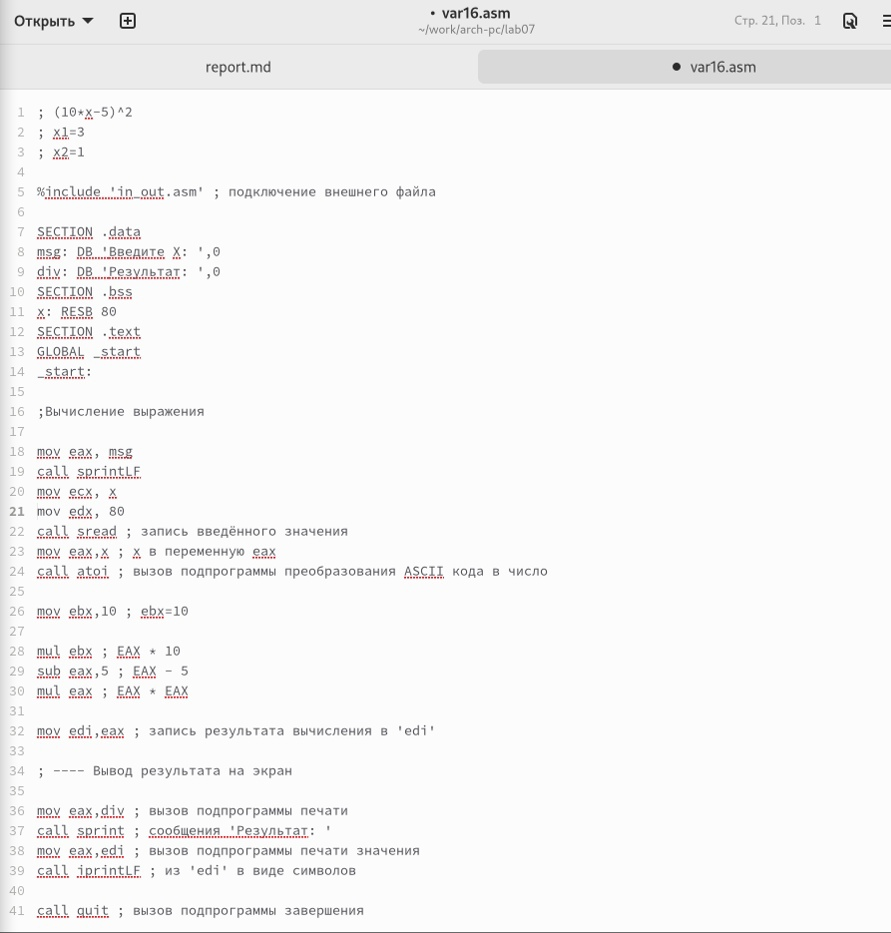 Открыть
• var16.asm
~/work/arch-pc/lab07
Стр. 21, Поз. 1
report.md
● var16.asm
1 ; (10*x-5)^2
2 ; x1=3
3 ; x2=1
4
5 %include 'in_out.asm' ; подключение внешнего файла
6
7 SECTION .data
8 msg: DB 'Введите X: ',0
9 div: DB 'Результат: ',0
10 SECTION .bss
11 x: RESB 80
12 SECTION .text
13 GLOBAL _start
14 _start:
15
16 ;Вычисление выражения
17
18 mov eax, msg
19 call sprintLF
20 mov ecx, x
21 mov edx, 80
22 call sread ; запись введённого значения
23 mov eax,x ; x в переменную eax
24 call atoi ; вызов подпрограммы преобразования ASCII кода в число
25
26 mov ebx,10 ; ebx=10
27
28 mul ebx ; EAX * 10
29 sub eax,5 ; EAX - 5
30 mul eax ; EAX * EAX
31
32 mov edi,eax ; запись результата вычисления в 'edi'
33
34 ; ---- Вывод результата на экран
35
36 mov eax,div ; вызов подпрограммы печати
37 call sprint ; сообщения 'Результат: '
38 mov eax,edi ; вызов подпрограммы печати значения
39 call iprintLF ; из 'edi' в виде символов
40
41 call quit ; вызов подпрограммы завершения